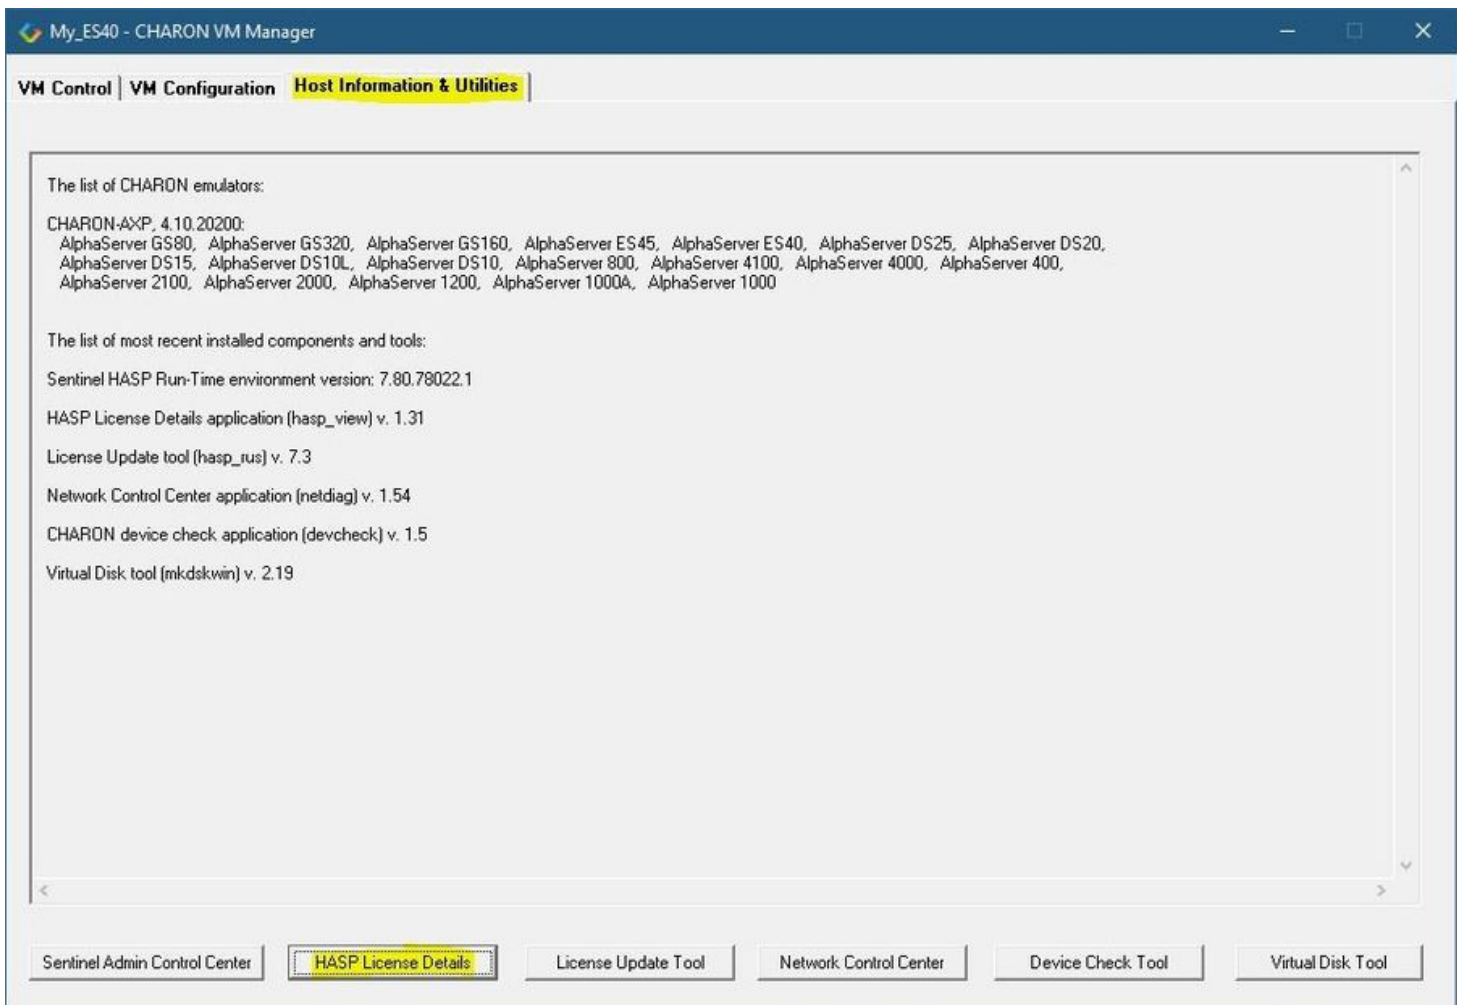 My_ES40 - CHARON VM Manager
VM Control VM Configuration Host Information & Utilities
The list of CHARON emulators:
CHARON-AXP, 4.10.20200:
AlphaServer GS80, AlphaServer GS320, AlphaServer GS160, AlphaServer ES45, AlphaServer ES40, AlphaServer DS25, AlphaServer DS20,
AlphaServer DS15, AlphaServer DS10L, AlphaServer DS10, AlphaServer 800, AlphaServer 4100, AlphaServer 4000, AlphaServer 400,
AlphaServer 2100, AlphaServer 2000, AlphaServer 1200, AlphaServer 1000A, AlphaServer 1000
The list of most recent installed components and tools:
Sentinel HASP Run-Time environment version: 7.80.78022.1
HASP License Details application (hasp_view) v. 1.31
License Update tool (hasp_rus) v. 7.3
Network Control Center application (netdiag) v. 1.54
CHARON device check application (devcheck) v. 1.5
Virtual Disk tool (mkdskwin) v. 2.19
Sentinel Admin Control Center HASP License Details License Update Tool Network Control Center Device Check Tool Virtual Disk Tool